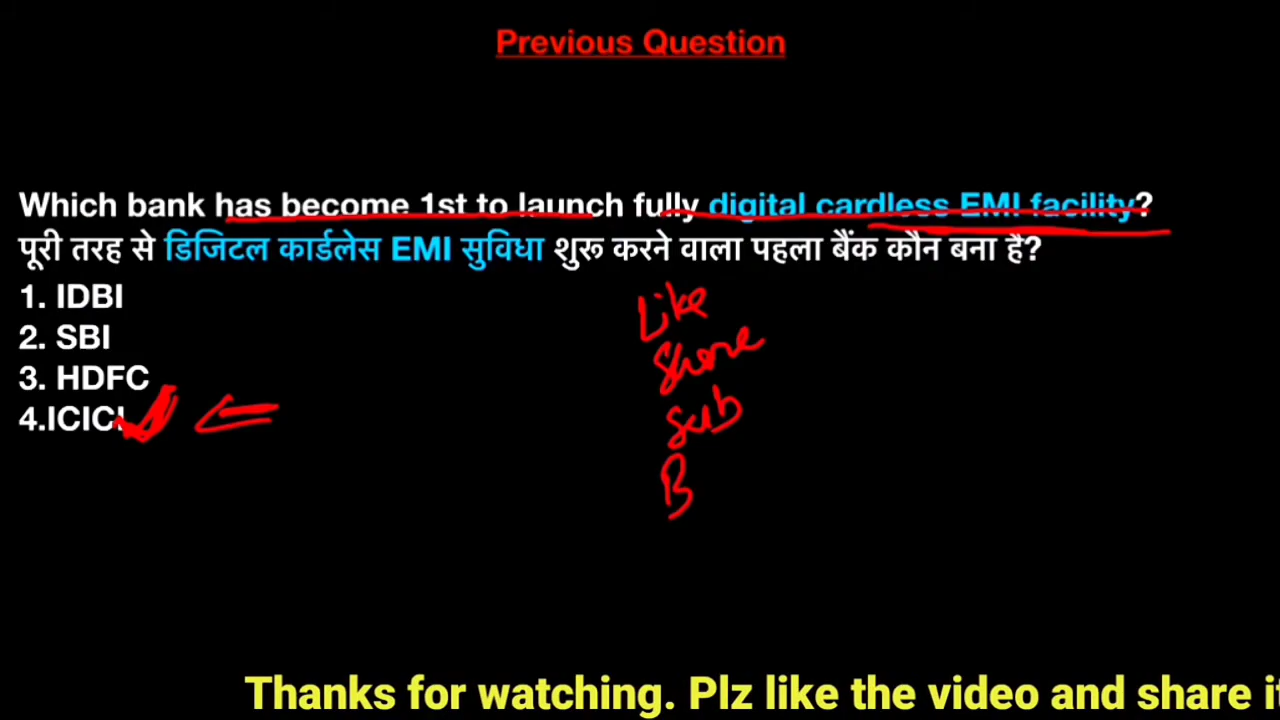 Previous Question
Which bank has become 1st to launch fully digital cardless EMI facility?
पूरी तरह से डिजिटल कार्डलेस EMI सुविधा शुरू करने वाला पहला बैंक कौन बना है?
1. IDBI
2. SBI
3. HDFC
4.ICICI
Like
Share
Sub
B
Thanks for watching. Plz like the video and share it